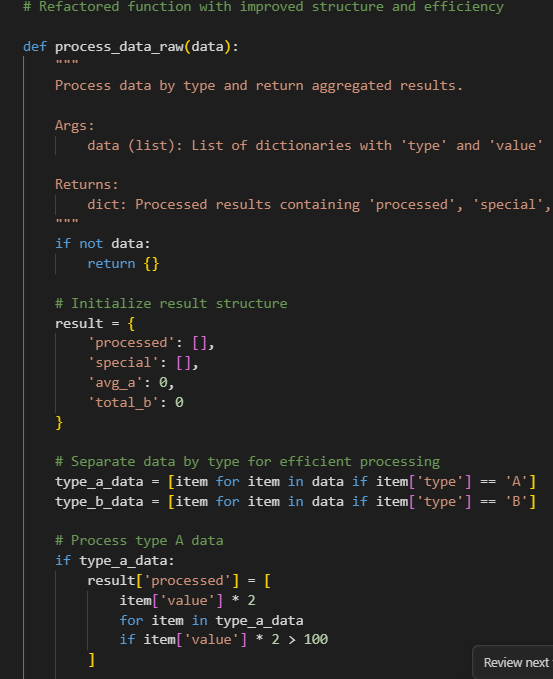 # Refactored function with improved structure and efficiency
def process_data_raw(data):
"""
Process data by type and return aggregated results.
Args:
data (list): List of dictionaries with 'type' and 'value'
Returns:
dict: Processed results containing 'processed', 'special',
"""
if not data:
return {}
# Initialize result structure
result = {
'processed': [],
'special': [],
'avg_a': 0,
'total_b': 0
}
# Separate data by type for efficient processing
type_a_data = [item for item in data if item['type'] == 'A']
type_b_data = [item for item in data if item['type'] == 'B']
# Process type A data
if type_a_data:
result['processed'] = [
item['value'] * 2
for item in type_a_data
if item['value'] * 2 > 100
]
Review next